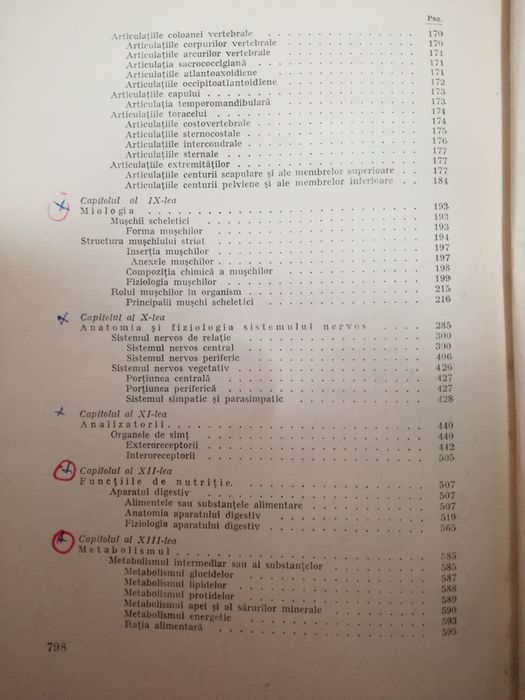 Pag.
Articulațiile coloanei vertebrale . . . . . . . . . . . . . . 170
Articulațiile corpurilor vertebrale . . . . . . . . . . . . 170
Articulațiile arcurilor vertebrale . . . . . . . . . . . . 171
Articulația sacrococcigiană . . . . . . . . . . . . 171
Articulațiile atlantoaxoidiene . . . . . . . . . . . . 171
Articulațiile occipitoatlantoidiene . . . . . . . . . . . . 172
Articulațiile capului . . . . . . . . . . . . 173
Articulația temporomandibulară . . . . . . . . . . . . 173
Articulațiile toracelui . . . . . . . . . . . . 174
Articulațiile costovertebrale . . . . . . . . . . . . 174
Articulațiile sternocostale . . . . . . . . . . . . 175
Articulațiile intercondrale . . . . . . . . . . . . 176
Articulațiile sternale . . . . . . . . . . . . 177
Articulațiile extremităților . . . . . . . . . . . . 177
Articulațiile centurii scapulare și ale membrelor superioare . . 177
Articulațiile centurii pelviene și ale membrelor inferioare . . 184
Capitolul al IX-lea
Miologia . . . . . . . . . . . . 193
Mușchii scheletici . . . . . . . . . . . . 193
Forma mușchilor . . . . . . . . . . . . 193
Structura mușchiului striat . . . . . . . . . . . . 194
Inserția mușchilor . . . . . . . . . . . . 197
Anexele mușchilor . . . . . . . . . . . . 197
Compoziția chimică a mușchilor . . . . . . . . . . . . 198
Fiziologia mușchilor . . . . . . . . . . . . 199
Rolul mușchilor în organism . . . . . . . . . . . . 215
Principalii mușchi scheletici . . . . . . . . . . . . 216
Capitolul al X-lea
Anatomia și fiziologia sistemului nervos . . . . 285
Sistemul nervos de relație . . . . . . . . . . . . 300
Sistemul nervos central . . . . . . . . . . . . 300
Sistemul nervos periferic . . . . . . . . . . . . 406
Sistemul nervos vegetativ . . . . . . . . . . . . 426
Porțiunea centrală . . . . . . . . . . . . 427
Porțiunea periferică . . . . . . . . . . . . 427
Sistemul simpatic și parasimpatic . . . . . . . . . . . . 428
Capitolul al XI-lea
Analizatorii . . . . . . . . . . . . 440
Organele de simț . . . . . . . . . . . . 440
Exteroreceptorii . . . . . . . . . . . . 442
Interoreceptorii . . . . . . . . . . . . 505
Capitolul al XII-lea
Funcțiile de nutriție. . . . . . . . . . . . 507
Aparatul digestiv . . . . . . . . . . . . 507
Alimentele sau substanțele alimentare . . . . . . . . . . . . 507
Anatomia aparatului digestiv . . . . . . . . . . . . 519
Fiziologia aparatului digestiv . . . . . . . . . . . . 565
Capitolul al XIII-lea
Metabolismul . . . . . . . . . . . . 585
Metabolismul intermediar sau al substanțelor . . . . . . . . 585
Metabolismul glucidelor . . . . . . . . . . . . 587
Metabolismul lipidelor . . . . . . . . . . . . 588
Metabolismul protidelor . . . . . . . . . . . . 589
Metabolismul apei și al sărurilor minerale . . . . . . . . 590
Metabolismul energetic . . . . . . . . . . . . 593
Rația alimentară . . . . . . . . . . . . 595
798